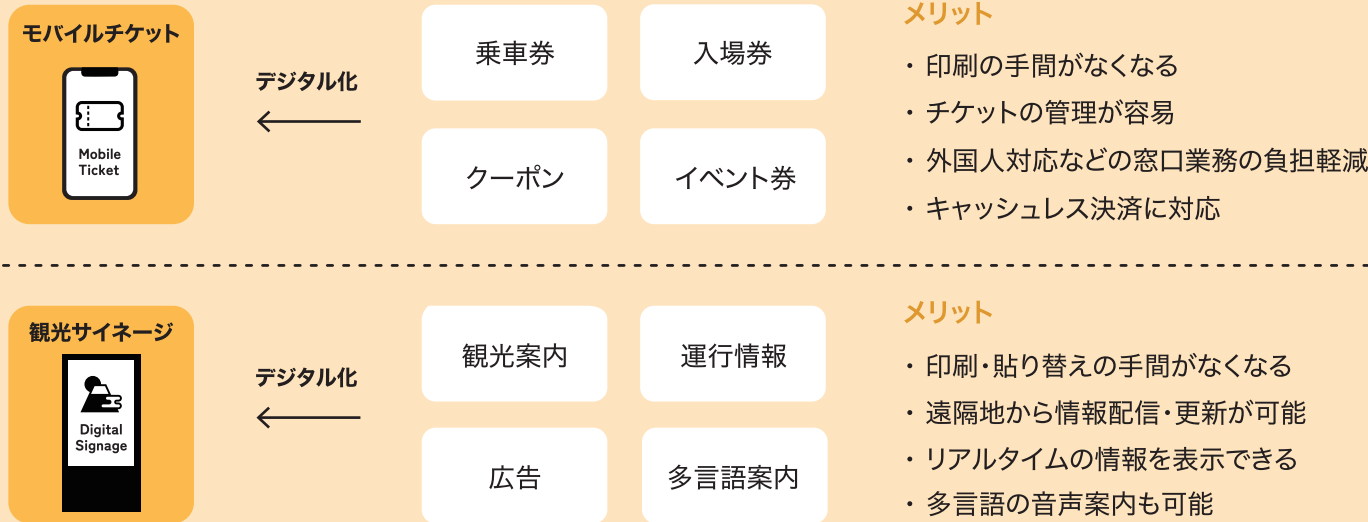 モバイルチケット
Mobile
Ticket
デジタル化
乗車券
入場券
クーポン
イベント券
メリット
・印刷の手間がなくなる
・チケットの管理が容易
・外国人対応などの窓口業務の負担軽減
・キャッシュレス決済に対応
観光サイネージ
Digital
Signage
デジタル化
観光案内
運行情報
広告
多言語案内
メリット
・印刷・貼り替えの手間がなくなる
・遠隔地から情報配信・更新が可能
・リアルタイムの情報を表示できる
・多言語の音声案内も可能